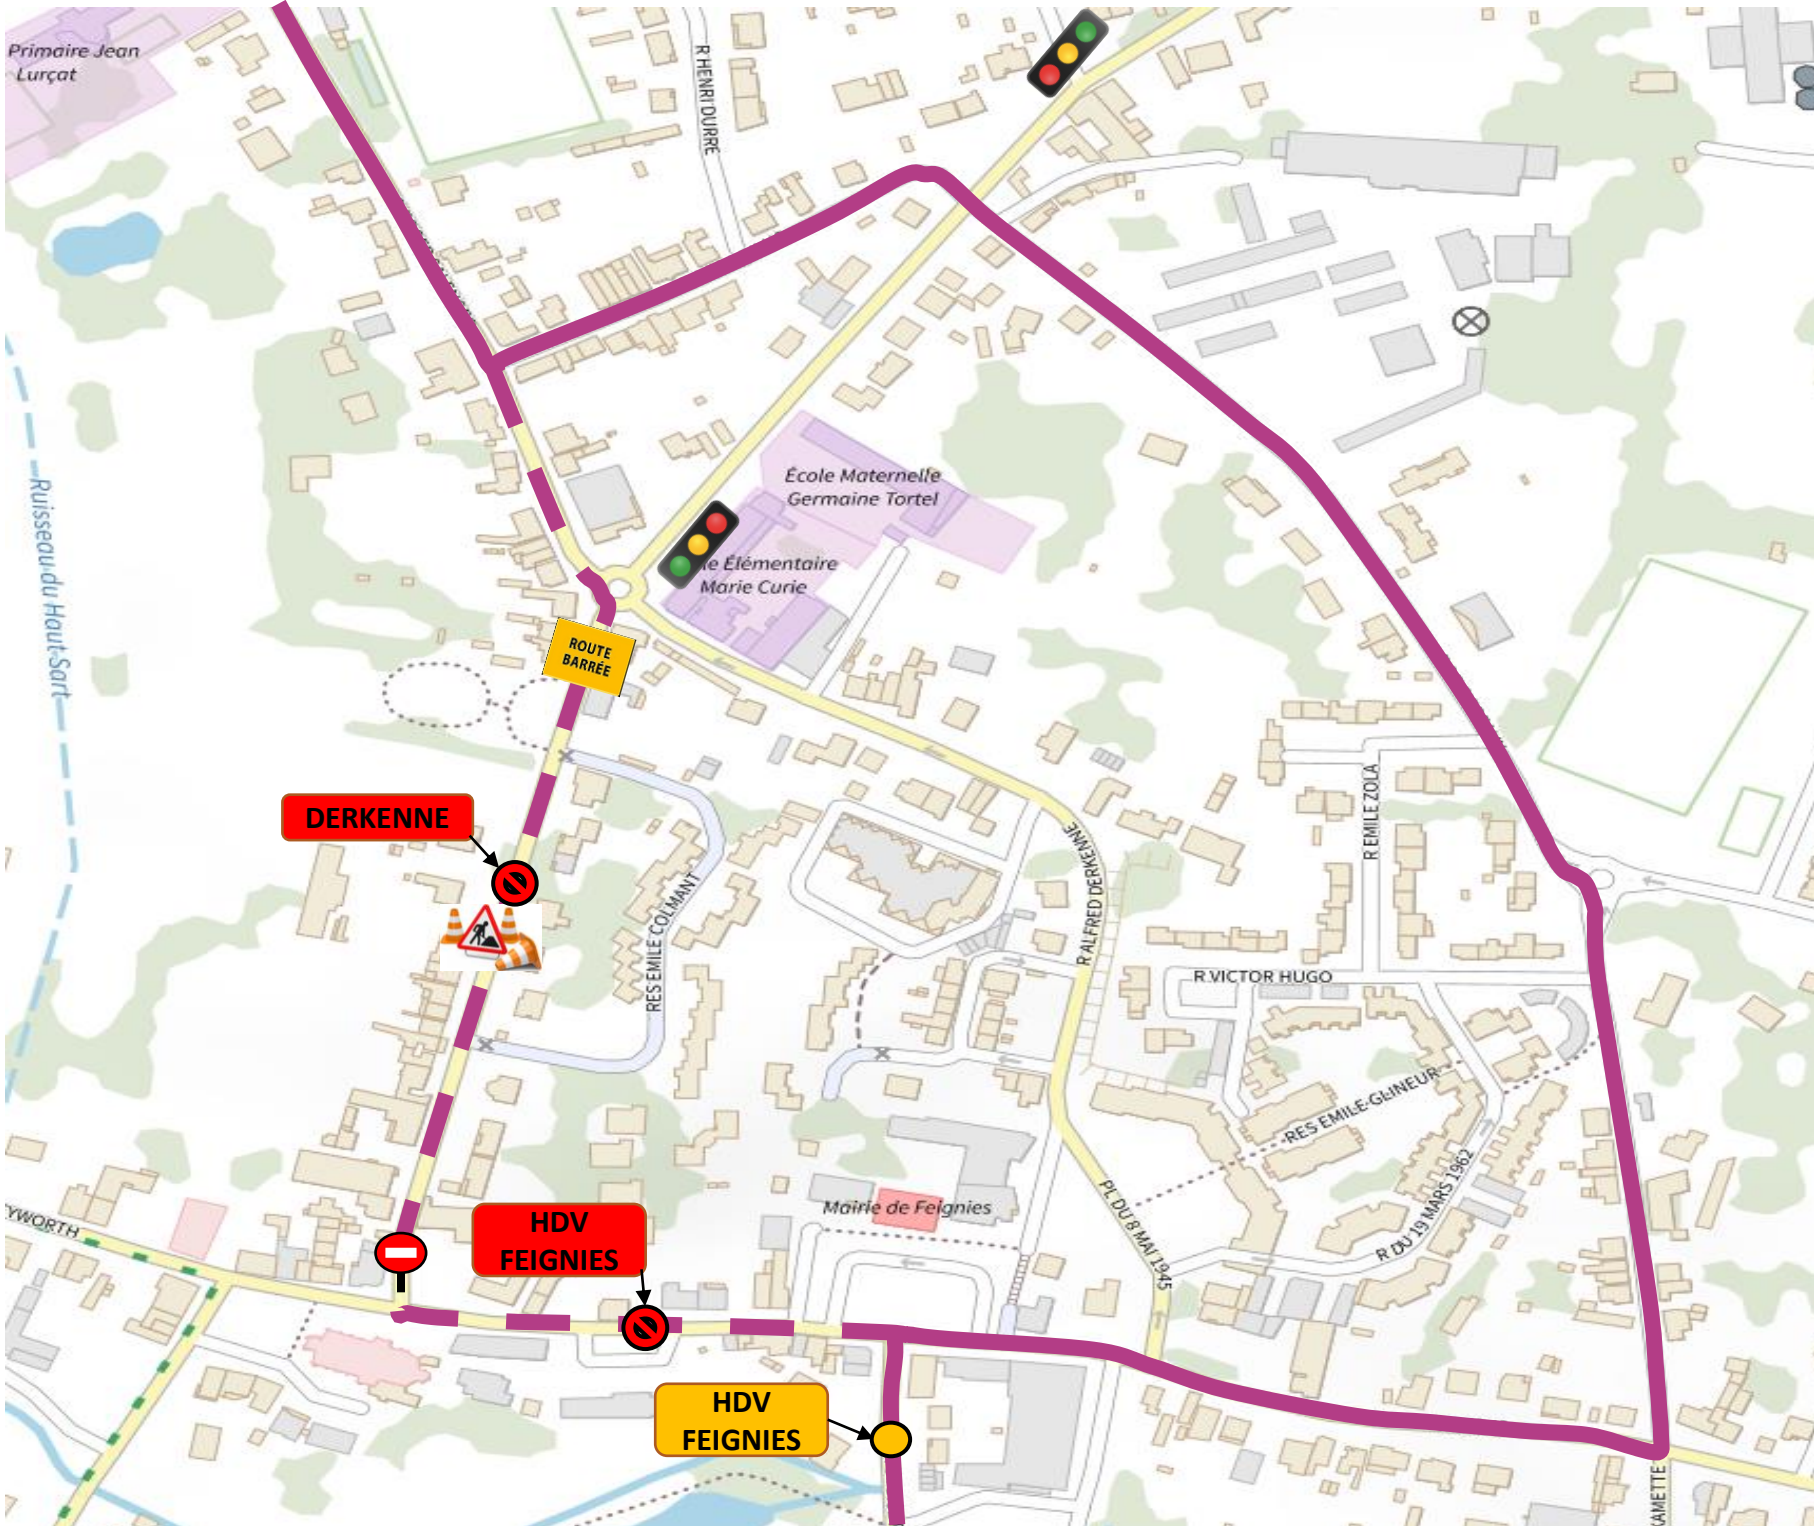 Primaire Jean
Lurçat
R HENRI DURRE
École Maternelle
Germaine Tortel
le Élémentaire
Marie Curie
Ruisseau du Haut-Sart
ROUTE
BARRÉE
DERKENNE
RES EMILE COLMANT
R ALFRED DERKENNE
R EMILE ZOLA
R VICTOR HUGO
RES EMILE GLINEUR
R DU 19 MARS 1962
PL DU 8 MAI 1945
Mairie de Feignies
YWORTH
HDV
FEIGNIES
HDV
FEIGNIES
AMETTE